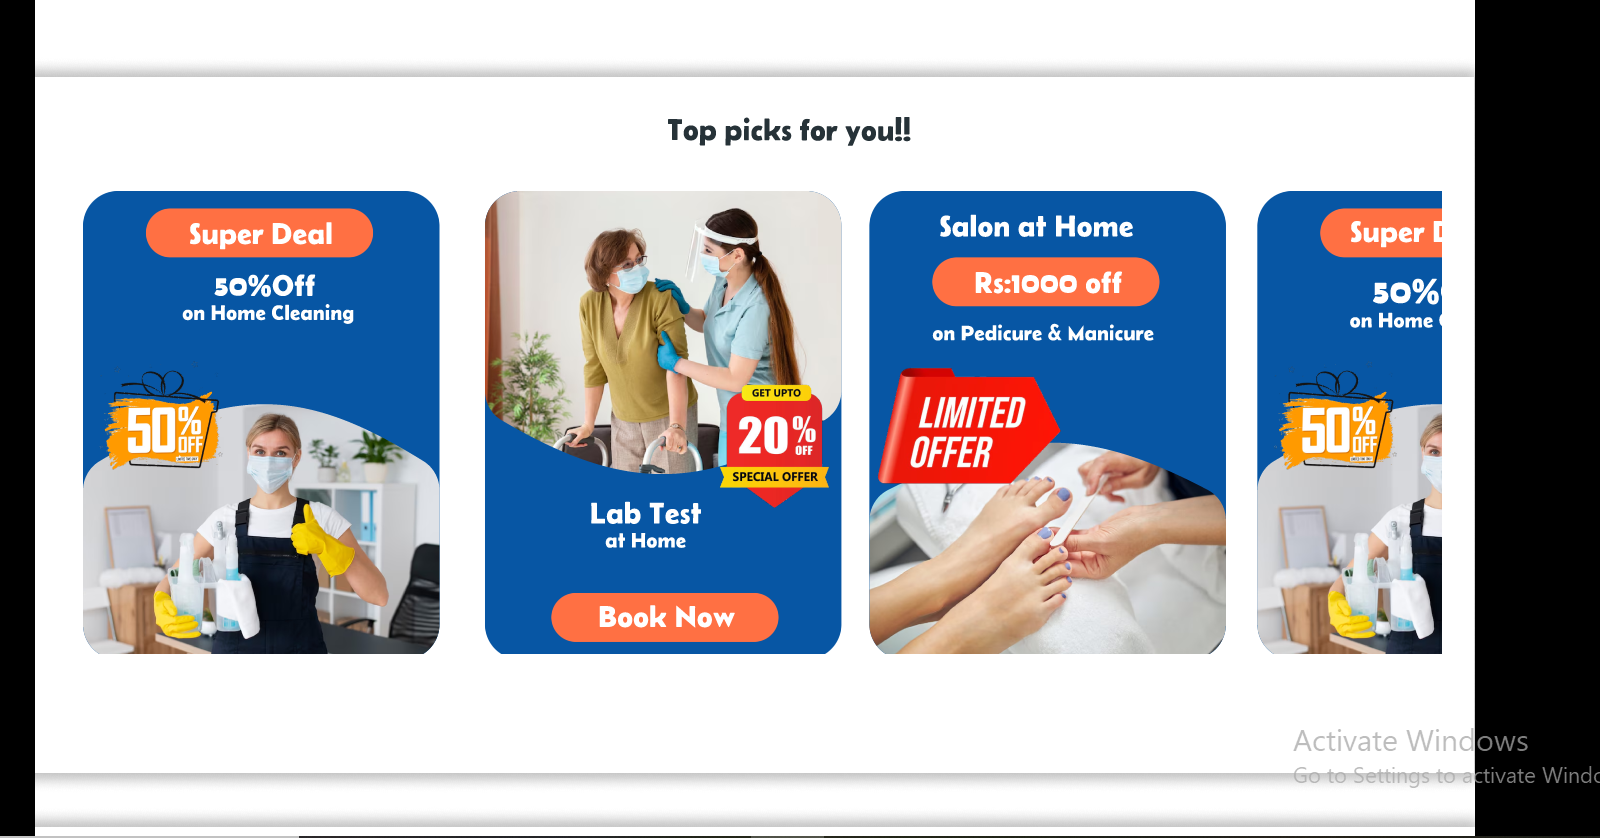 Top picks for you!!
Super Deal
50%Off
on Home Cleaning
50%
OFF
GET UPTO
20%
OFF
SPECIAL OFFER
Lab Test
at Home
Book Now
Salon at Home
Rs:1000 off
on Pedicure & Manicure
LIMITED
OFFER
Super
50%
on Home
50%
OFF
Activate Windows
Go to Settings to activate Windo